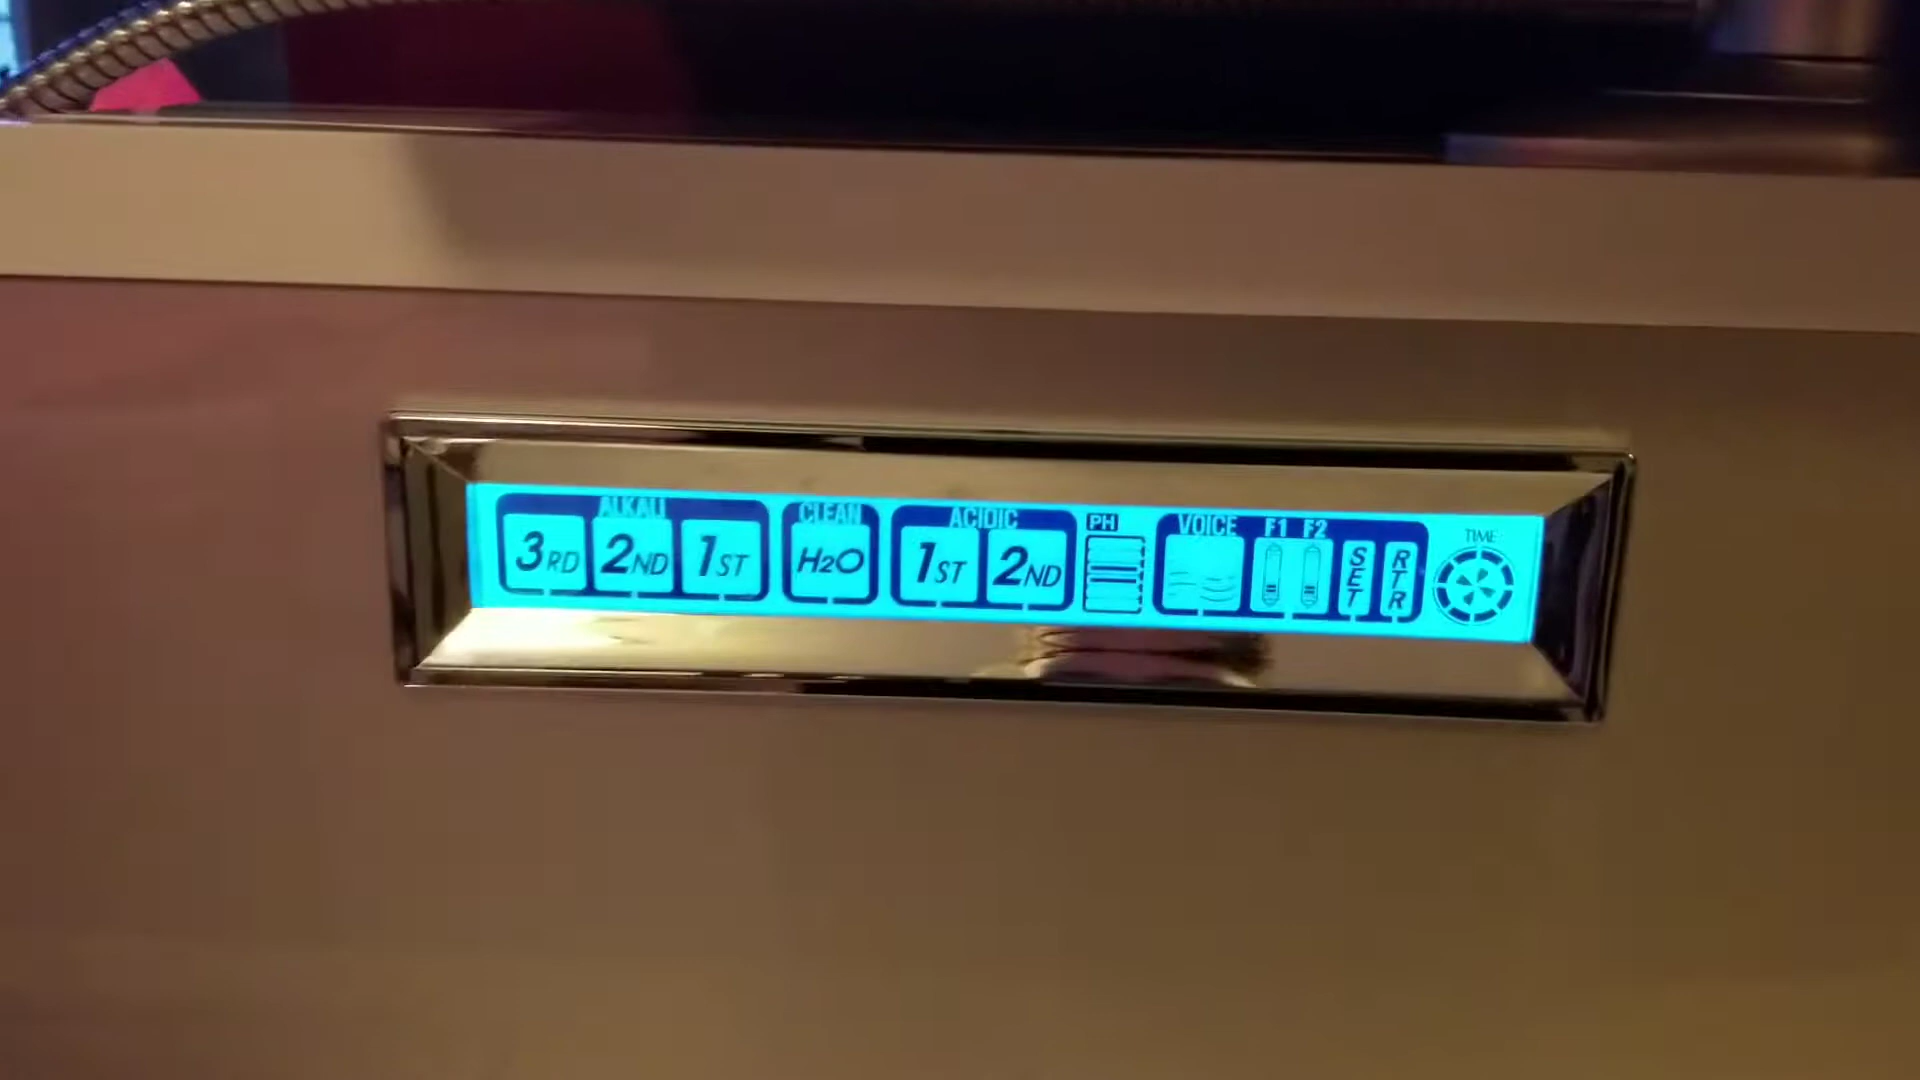 ALKALI CLEAN ACIDIC PH VOICE F1 F2 TIME
3RD 2ND 1ST H2O 1ST 2ND SET RTR